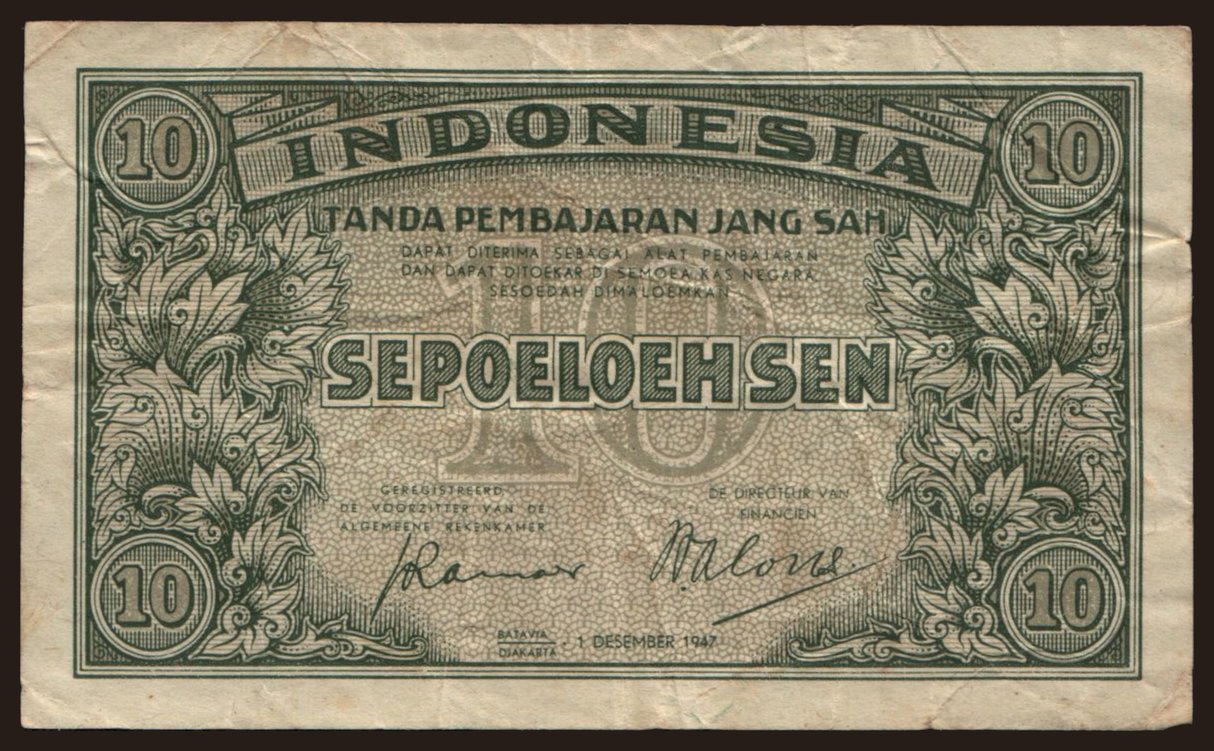 10
INDONESIA
10
TANDA PEMBAJARAN JANG SAH
DAPAT DITERIMA SEBAGAI ALAT PEMBAJARAN
DAN DAPAT DITOEKAR DI SEMOEA KAS NEGARA,
SESOEDAH DIMALOEMKAN
10
SEPOELOEH SEN
GEREGISTREERD,
DE VOORZITTER VAN DE
ALGEMEENE REKENKAMER
DE DIRECTEUR VAN
FINANCIËN
10
10
BATAVIA
DJAKARTA
, 1 DESEMBER 1947